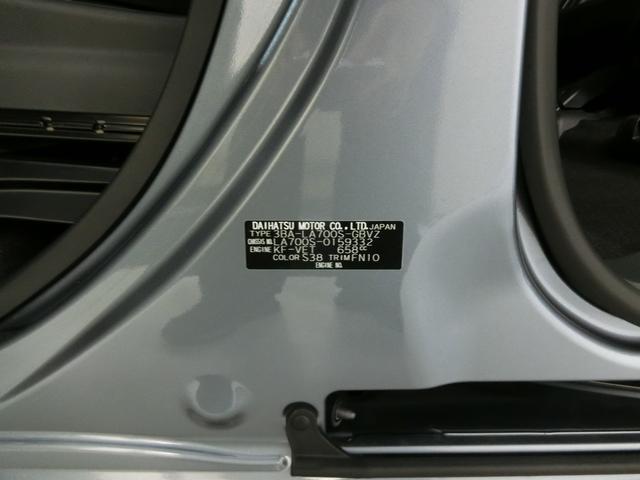 DAIHATSU MOTOR CO.,LTD.JAPAN
TYPE 3BA-LA700S-GBVZ
CHASSIS NO. LA700S-0159332
ENGINE KF-VET 658cc
COLOR S38 TRIM FN10
ENGINE NO.